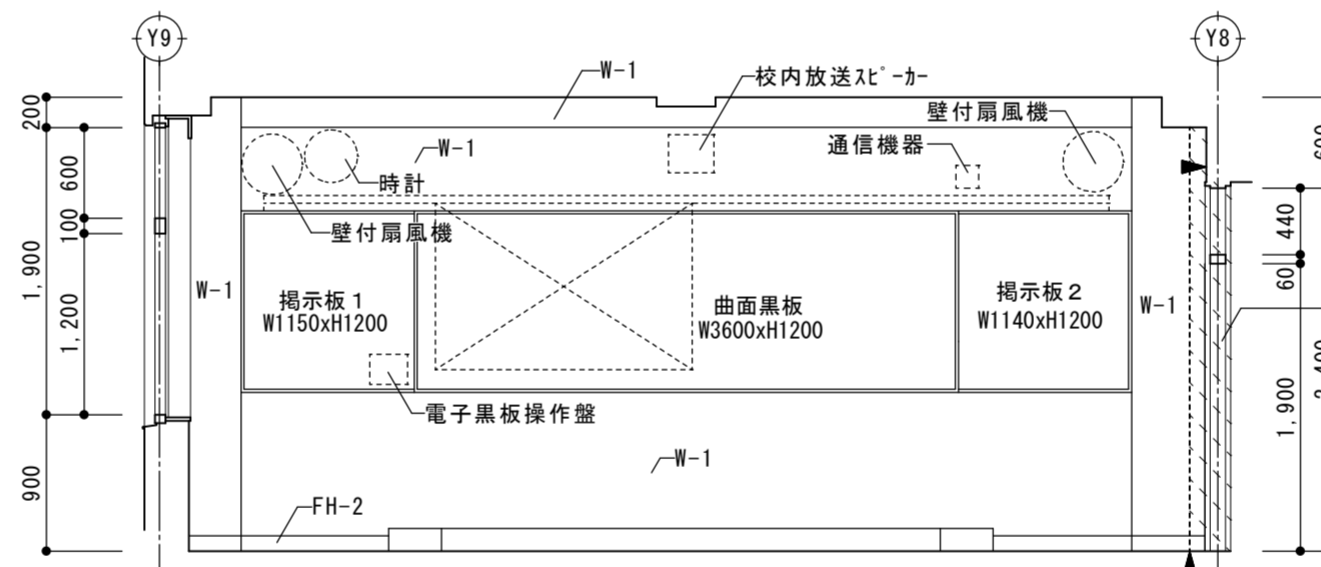 Y9
Y8
W-1
校内放送ｽﾋﾟｰｶｰ
壁付扇風機
通信機器
W-1
時計
壁付扇風機
200
600
100
1,900
1,200
900
W-1
掲示板1
W1150xH1200
曲面黒板
W3600xH1200
掲示板2
W1140xH1200
W-1
電子黒板操作盤
W-1
FH-2
440
60
1,900